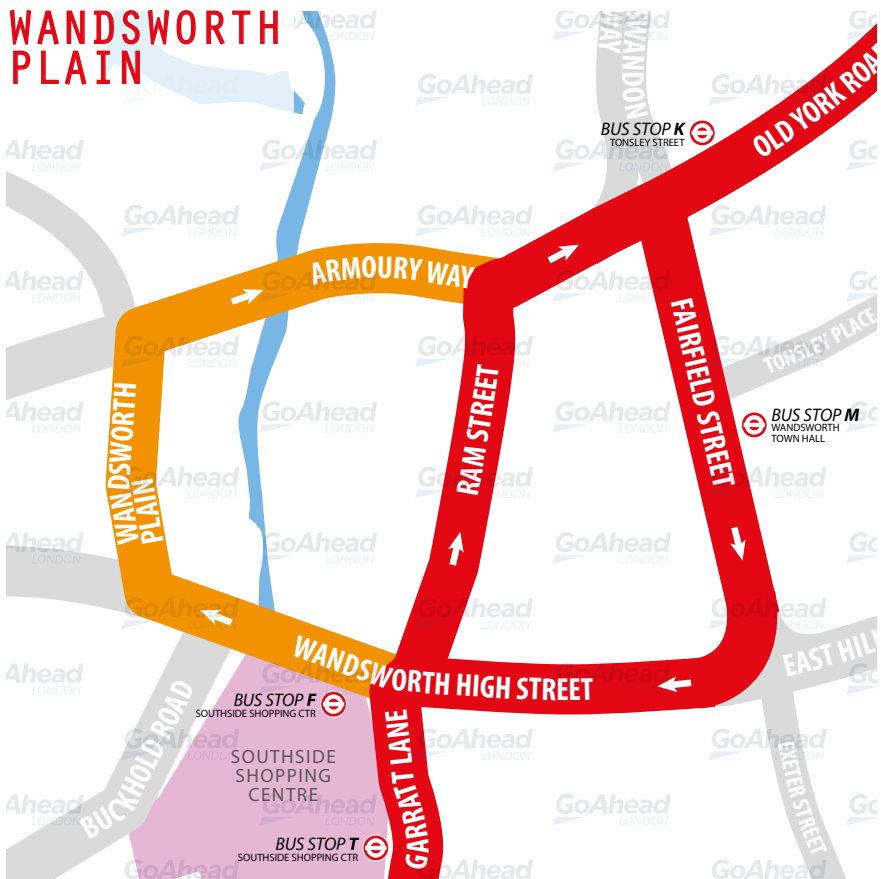 WANDSWORTH
PLAIN
SWANDON
WAY
BUS STOP K
TONSLEY STREET
OLD YORK ROAD
ARMOURY WAY
FAIRFIELD STREET
TONSLEY PLACE
RAM STREET
WANDSWORTH
PLAIN
BUS STOP M
WANDSWORTH
TOWN HALL
WANDSWORTH HIGH STREET
EAST HILL
BUS STOP F
SOUTHSIDE SHOPPING CTR
BUCKHOLD ROAD
SOUTHSIDE
SHOPPING
CENTRE
GARRATT LANE
EXETER STREET
BUS STOP T
SOUTHSIDE SHOPPING CTR
GoAhead
LONDON